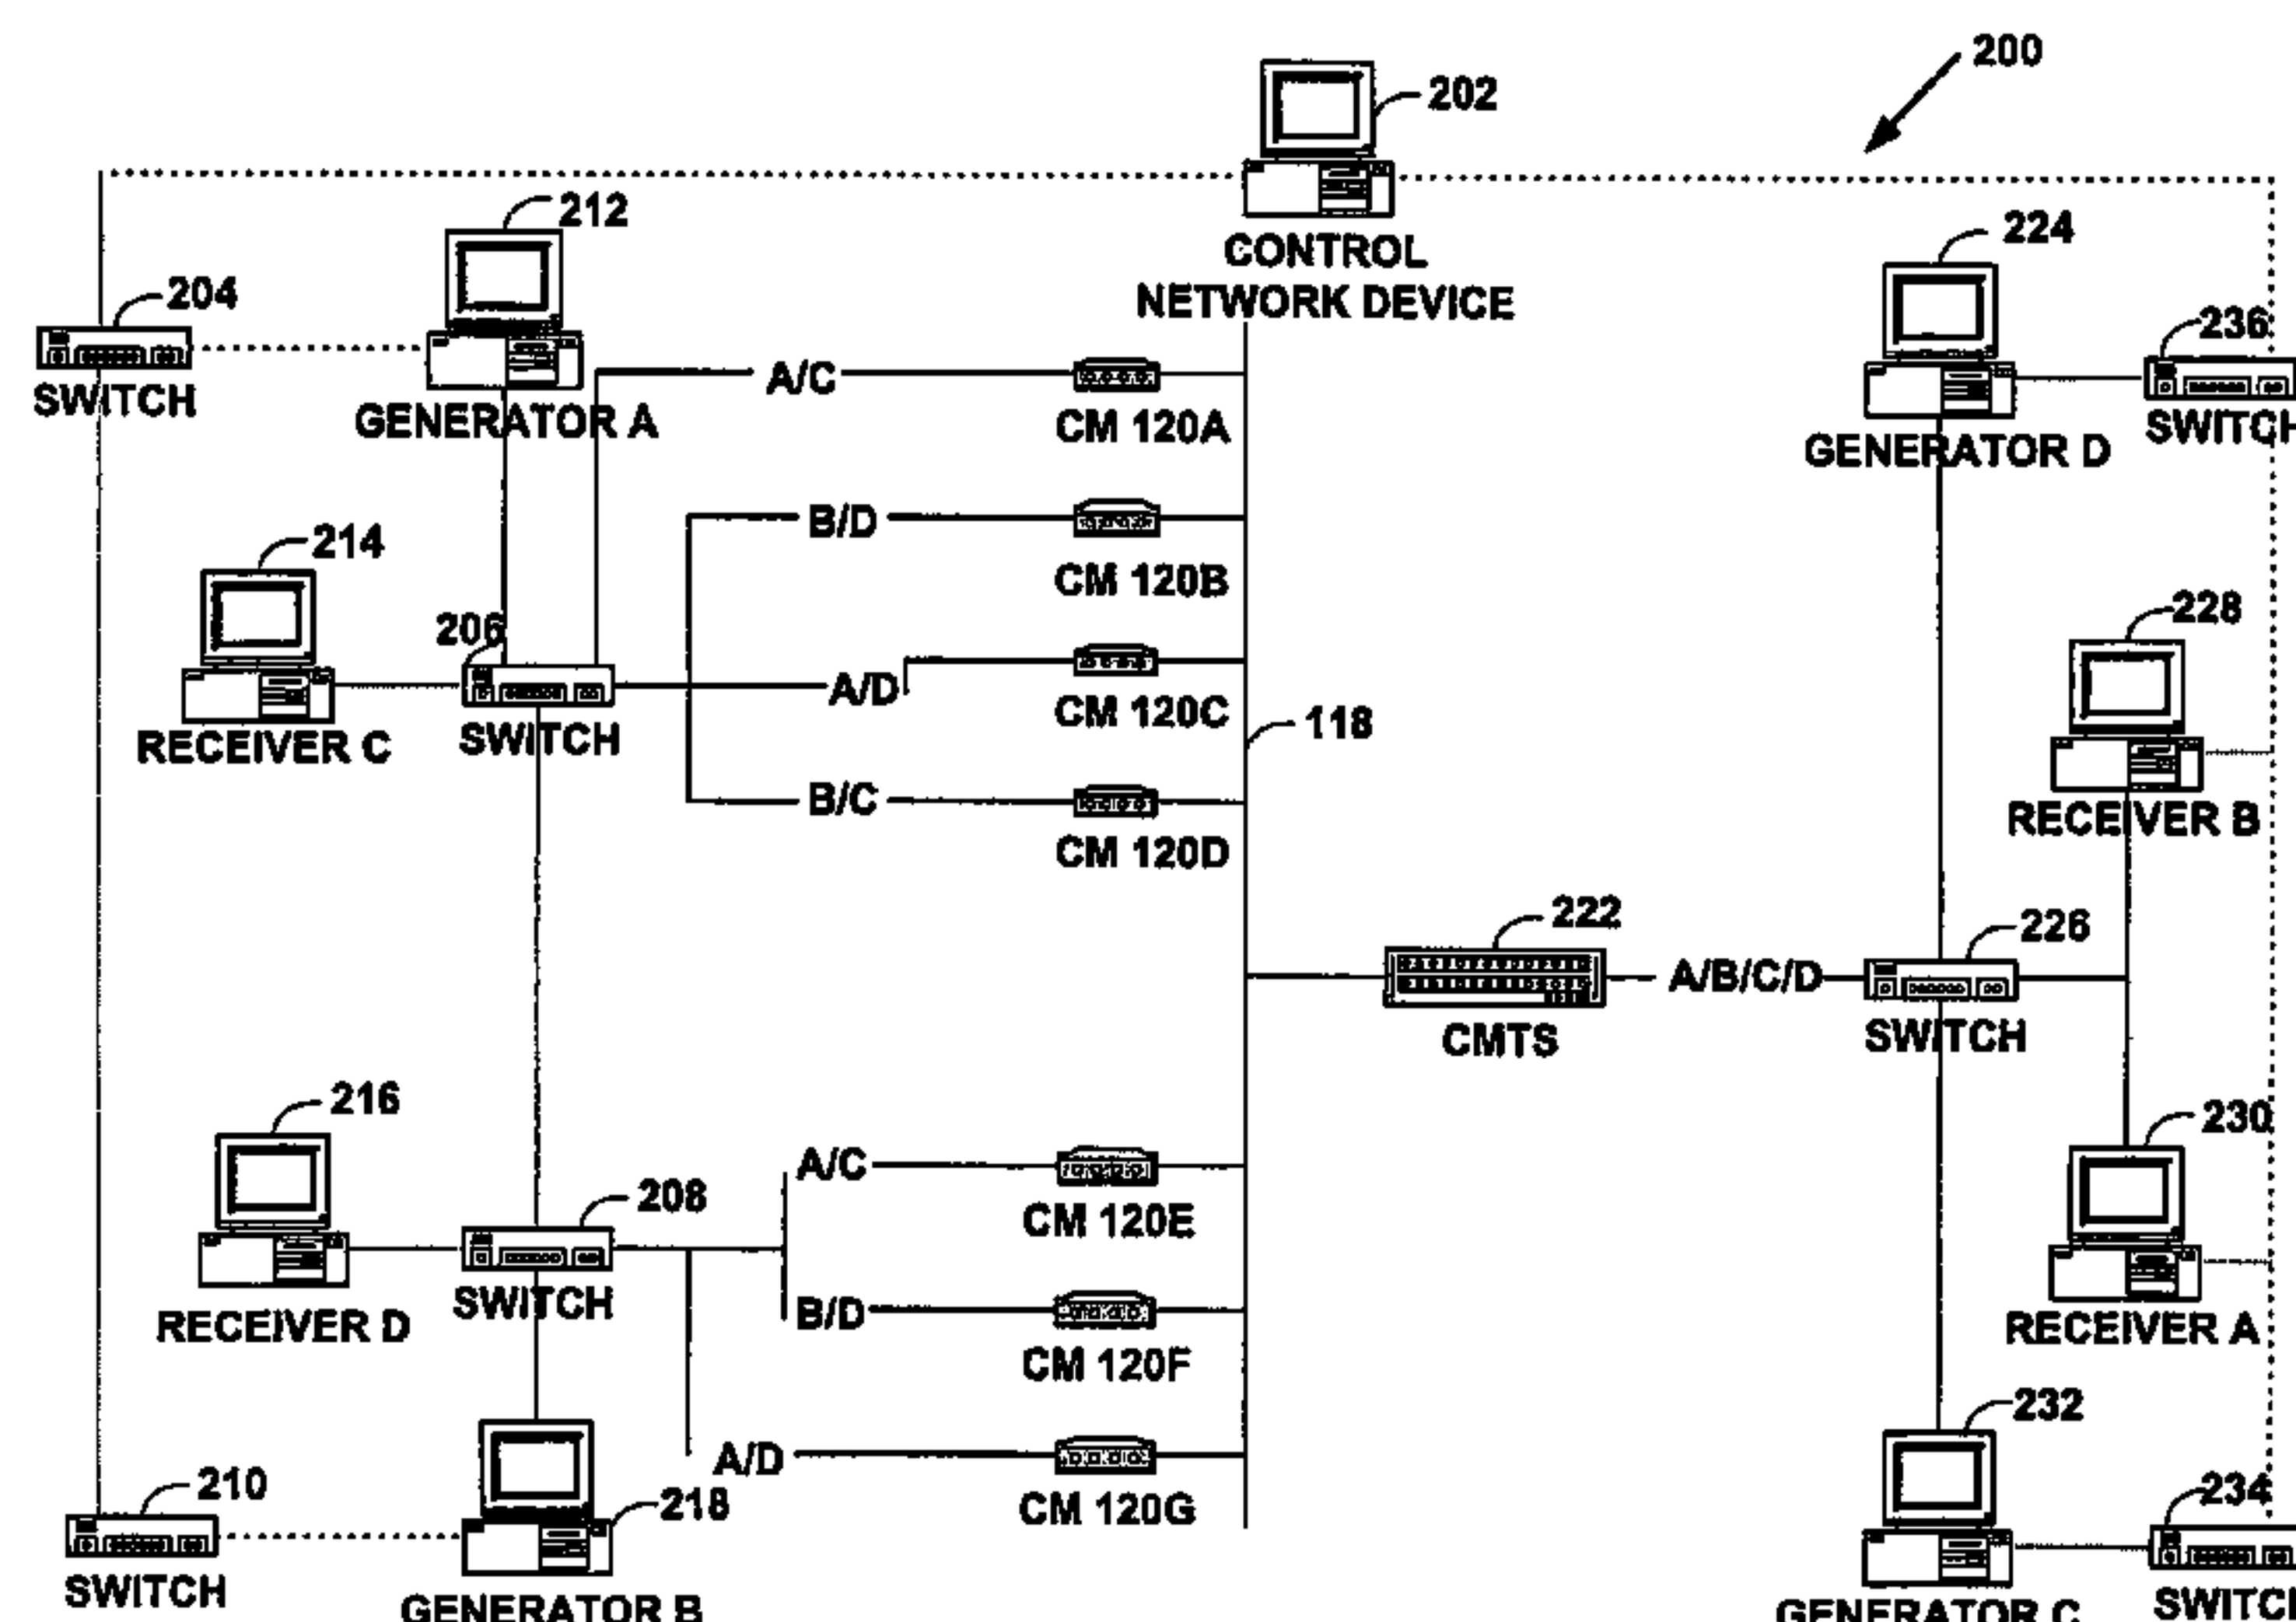 200
202
CONTROL
NETWORK DEVICE
212
204
SWITCH
GENERATOR A
224
236
SWITCH
GENERATOR D
A/C
CM 120A
B/D
CM 120B
214
RECEIVER C
206
SWITCH
A/D
CM 120C
118
B/C
CM 120D
228
RECEIVER B
222
CMTS
A/B/C/D
226
SWITCH
216
RECEIVER D
208
SWITCH
A/C
CM 120E
B/D
CM 120F
A/D
CM 120G
230
RECEIVER A
210
SWITCH
218
GENERATOR B
232
GENERATOR C
234
SWITCH